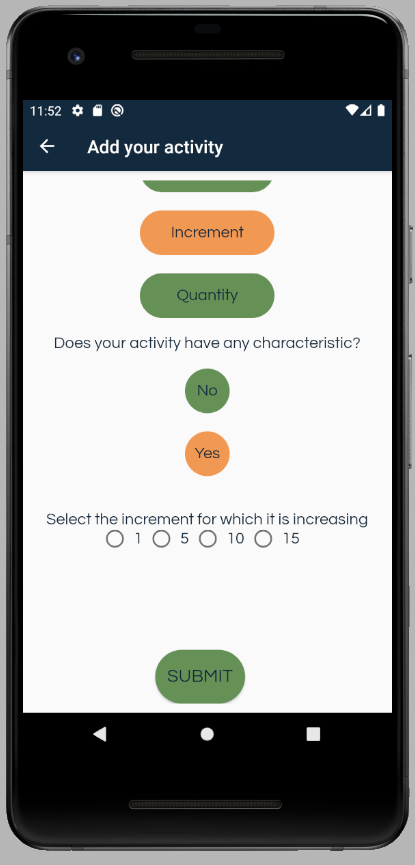 11:52
Add your activity
Increment
Quantity
Does your activity have any characteristic?
No
Yes
Select the increment for which it is increasing
1 5 10 15
SUBMIT